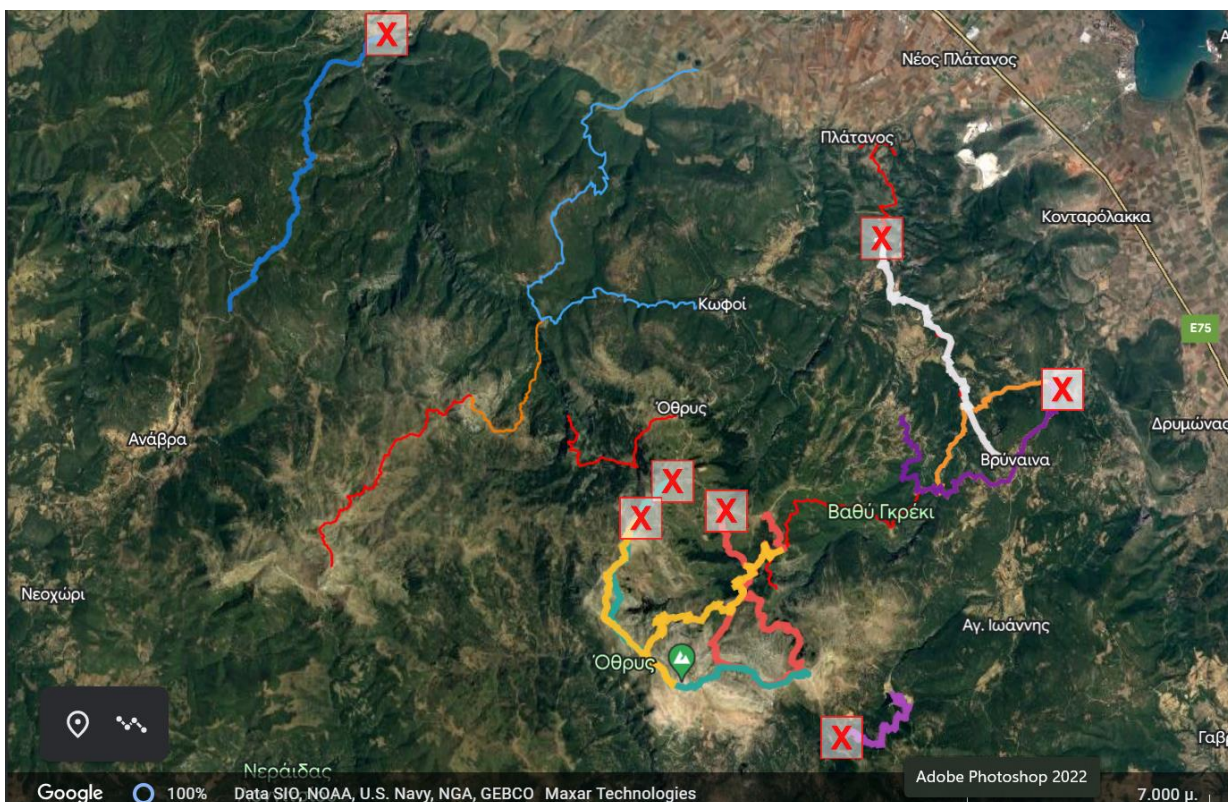 X
Νέος Πλάτανος
Πλάτανος
Κονταρόλακκα
X
Κωφοί
E75
X
Όθρυς
Δρυμώνας
Ανάβρα
Βρύναινα
X
X
X
Βαθύ Γκρέκι
Νεοχώρι
Αγ. Ιωάννης
Όθρυς
X
Νεράιδας
Adobe Photoshop 2022
Google 100% Data SIO, NOAA, U.S. Navy, NGA, GEBCO Maxar Technologies 7.000 μ.